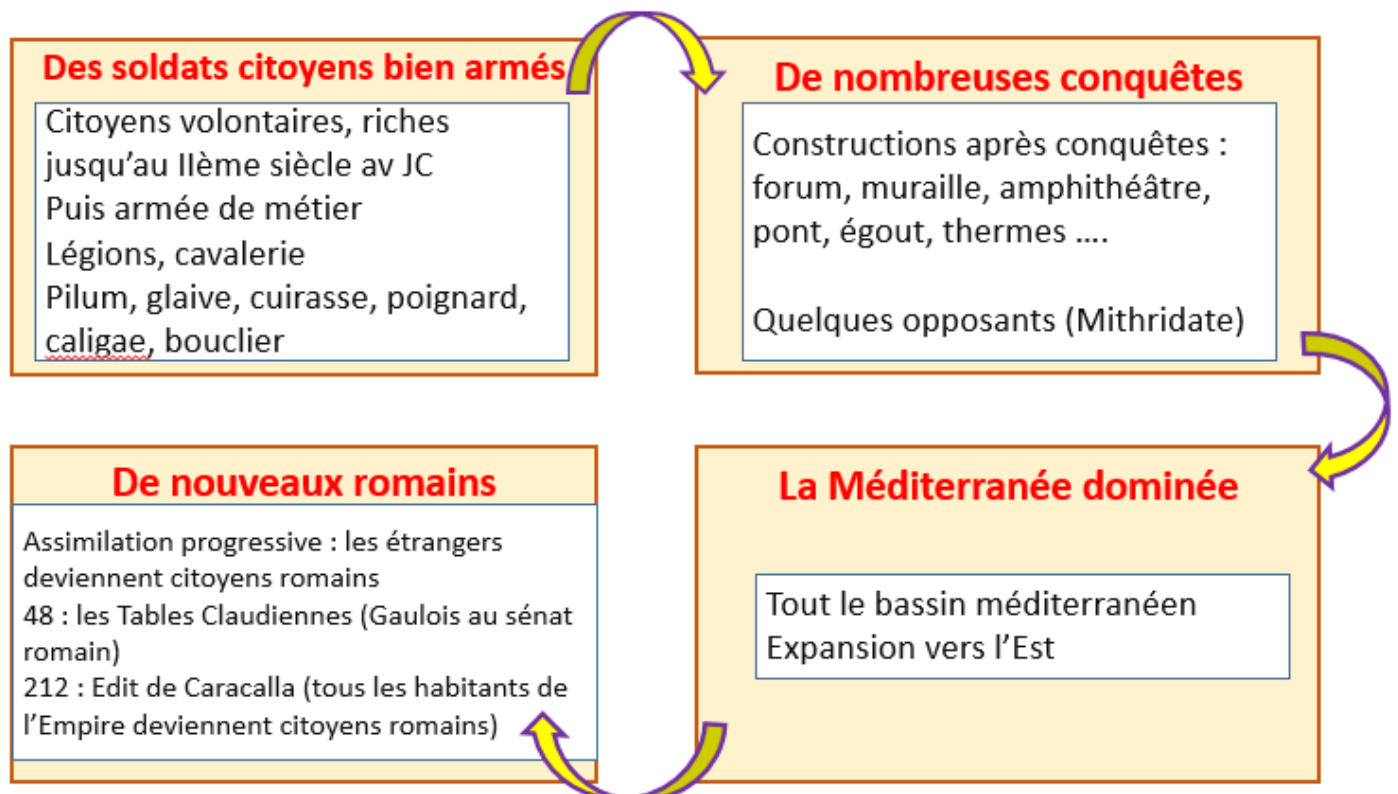 Des soldats citoyens bien armés
Citoyens volontaires, riches
jusqu'au IIème siècle av JC
Puis armée de métier
Légions, cavalerie
Pilum, glaive, cuirasse, poignard,
caligae, bouclier
De nombreuses conquêtes
Constructions après conquêtes :
forum, muraille, amphithéâtre,
pont, égout, thermes ....
Quelques opposants (Mithridate)
La Méditerranée dominée
Tout le bassin méditerranéen
Expansion vers l'Est
De nouveaux romains
Assimilation progressive : les étrangers
deviennent citoyens romains
48 : les Tables Claudiennes (Gaulois au sénat
romain)
212 : Edit de Caracalla (tous les habitants de
l'Empire deviennent citoyens romains)